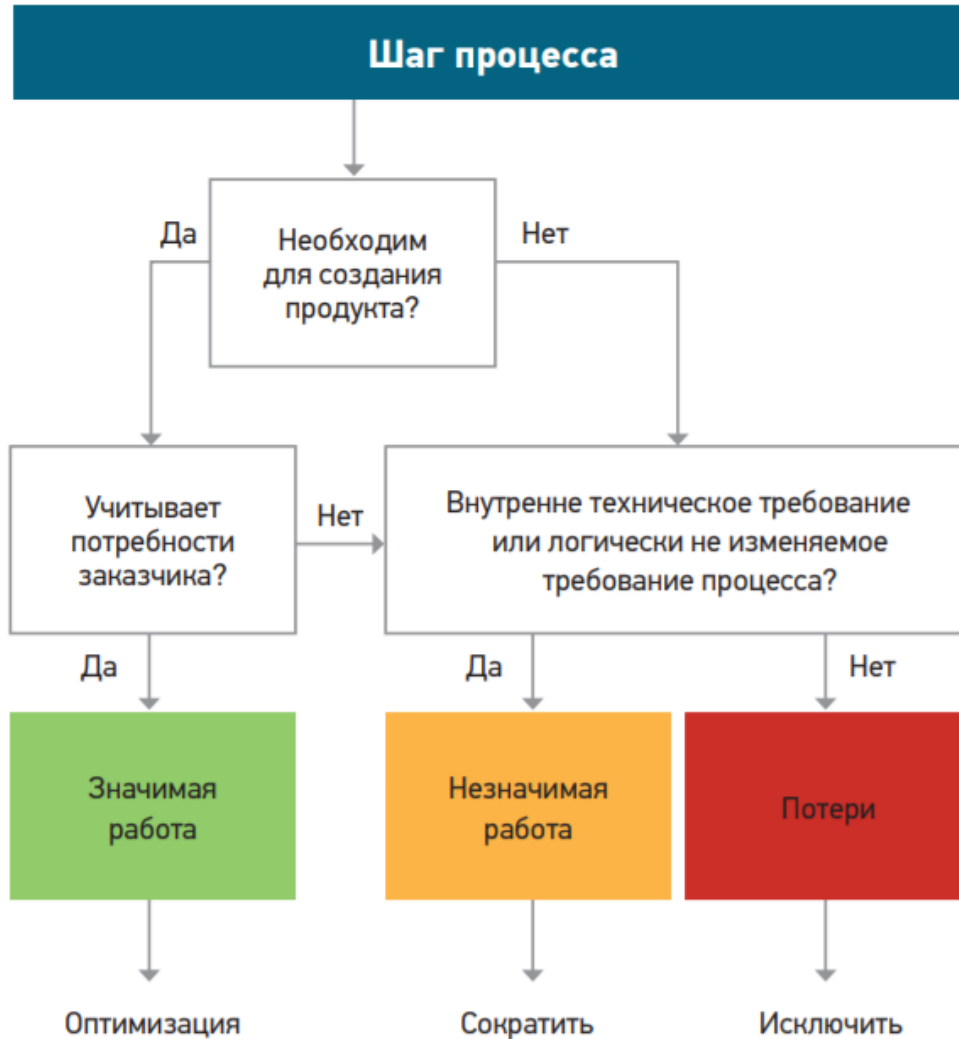 Шаг процесса
Да
Необходим
для создания
продукта?
Нет
Учитывает
потребности
заказчика?
Нет
Внутренне техническое требование
или логически не изменяемое
требование процесса?
Да
Да
Нет
Значимая
работа
Незначимая
работа
Потери
Оптимизация
Сократить
Исключить